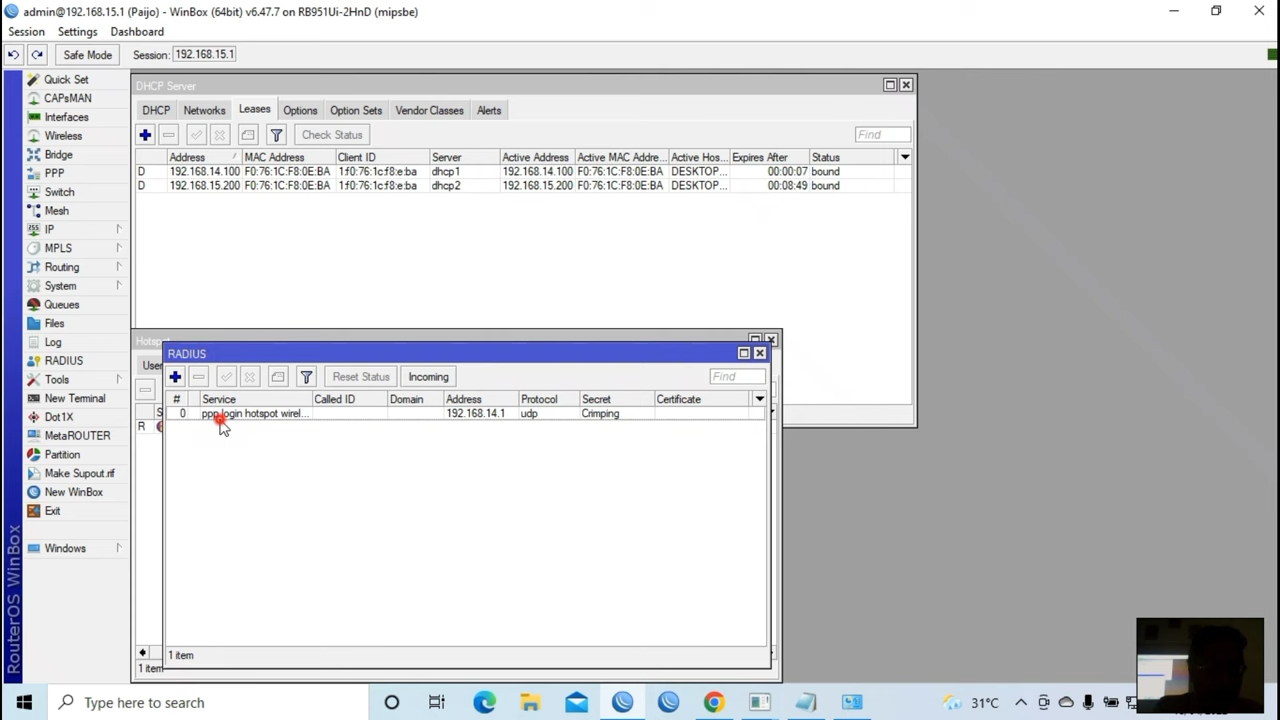 admin@192.168.15.1 (Paijo) - WinBox (64bit) v6.47.7 on RB951Ui-2HnD (mipsbe)
Session Settings Dashboard
Safe Mode Session: 192.168.15.1
Quick Set
CAPsMAN
Interfaces
Wireless
Bridge
PPP
Switch
Mesh
IP
MPLS
Routing
System
Queues
Files
Log
RADIUS
Tools
New Terminal
Dot1X
MetaROUTER
Partition
Make Supout.rif
New WinBox
Exit
Windows
RouterOS WinBox
DHCP Server
DHCP Networks Leases Options Option Sets Vendor Classes Alerts
Check Status Find
Address MAC Address Client ID Server Active Address Active MAC Addre... Active Hos... Expires After Status
D 192.168.14.100 F0:76:1C:F8:0E:BA 1:f0:76:1c:f8:e:ba dhcp1 192.168.14.100 F0:76:1C:F8:0E:BA DESKTOP... 00:00:07 bound
D 192.168.15.200 F0:76:1C:F8:0E:BA 1:f0:76:1c:f8:e:ba dhcp2 192.168.15.200 F0:76:1C:F8:0E:BA DESKTOP... 00:08:49 bound
Hotsp
User
S
R
1 item
RADIUS
Reset Status Incoming Find
# Service Called ID Domain Address Protocol Secret Certificate
0 ppp login hotspot wirel... 192.168.14.1 udp Crimping
1 item
Type here to search
31°C